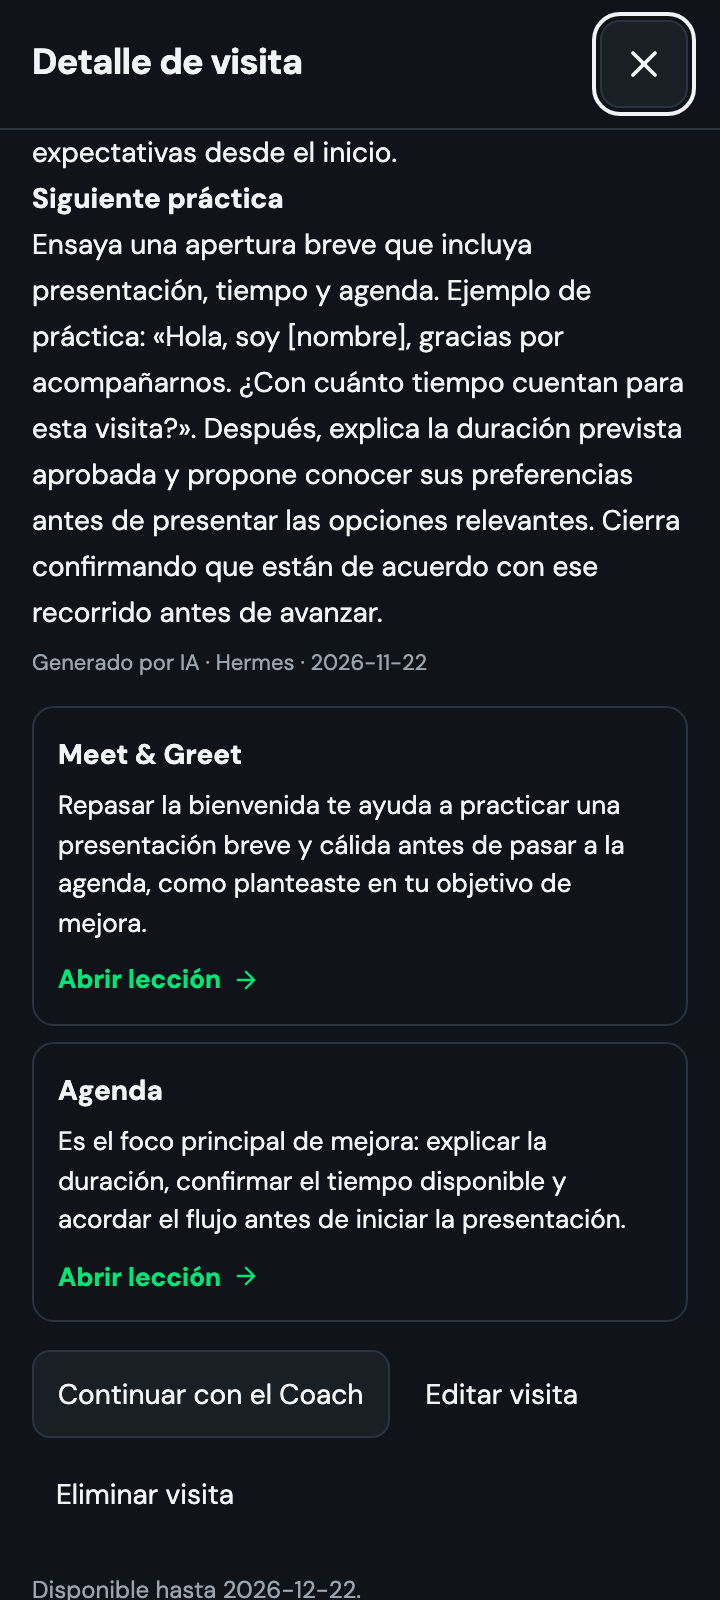 Detalle de visita
expectativas desde el inicio.
Siguiente práctica
Ensaya una apertura breve que incluya
presentación, tiempo y agenda. Ejemplo de
práctica: «Hola, soy [nombre], gracias por
acompañarnos. ¿Con cuánto tiempo cuentan para
esta visita?». Después, explica la duración prevista
aprobada y propone conocer sus preferencias
antes de presentar las opciones relevantes. Cierra
confirmando que están de acuerdo con ese
recorrido antes de avanzar.
Generado por IA · Hermes · 2026-11-22
Meet & Greet
Repasar la bienvenida te ayuda a practicar una
presentación breve y cálida antes de pasar a la
agenda, como planteaste en tu objetivo de
mejora.
Abrir lección →
Agenda
Es el foco principal de mejora: explicar la
duración, confirmar el tiempo disponible y
acordar el flujo antes de iniciar la presentación.
Abrir lección →
Continuar con el Coach
Editar visita
Eliminar visita
Disponible hasta 2026-12-22.